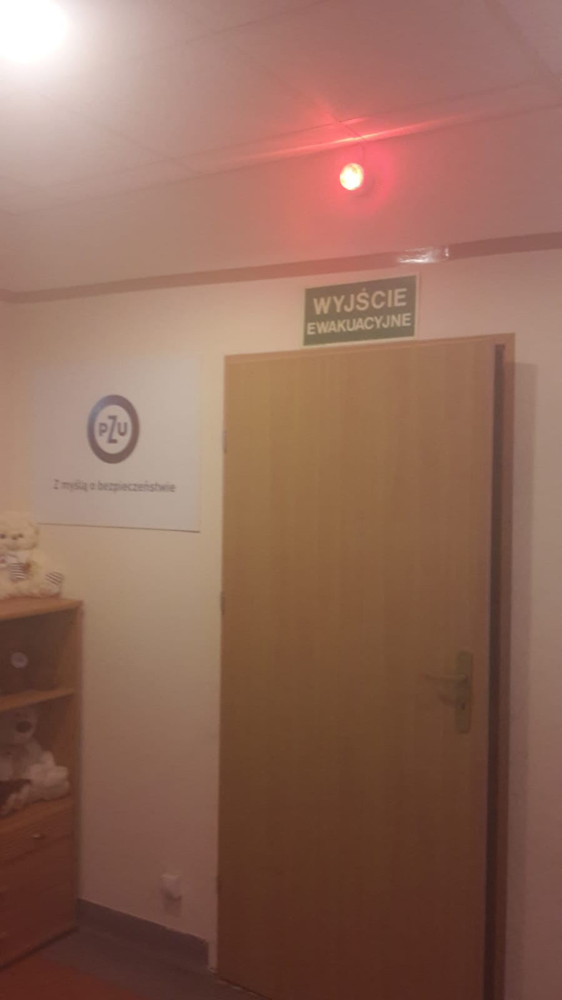 WYJŚCIE
EWAKUACYJNE
PZU
Z myślą o bezpieczeństwie